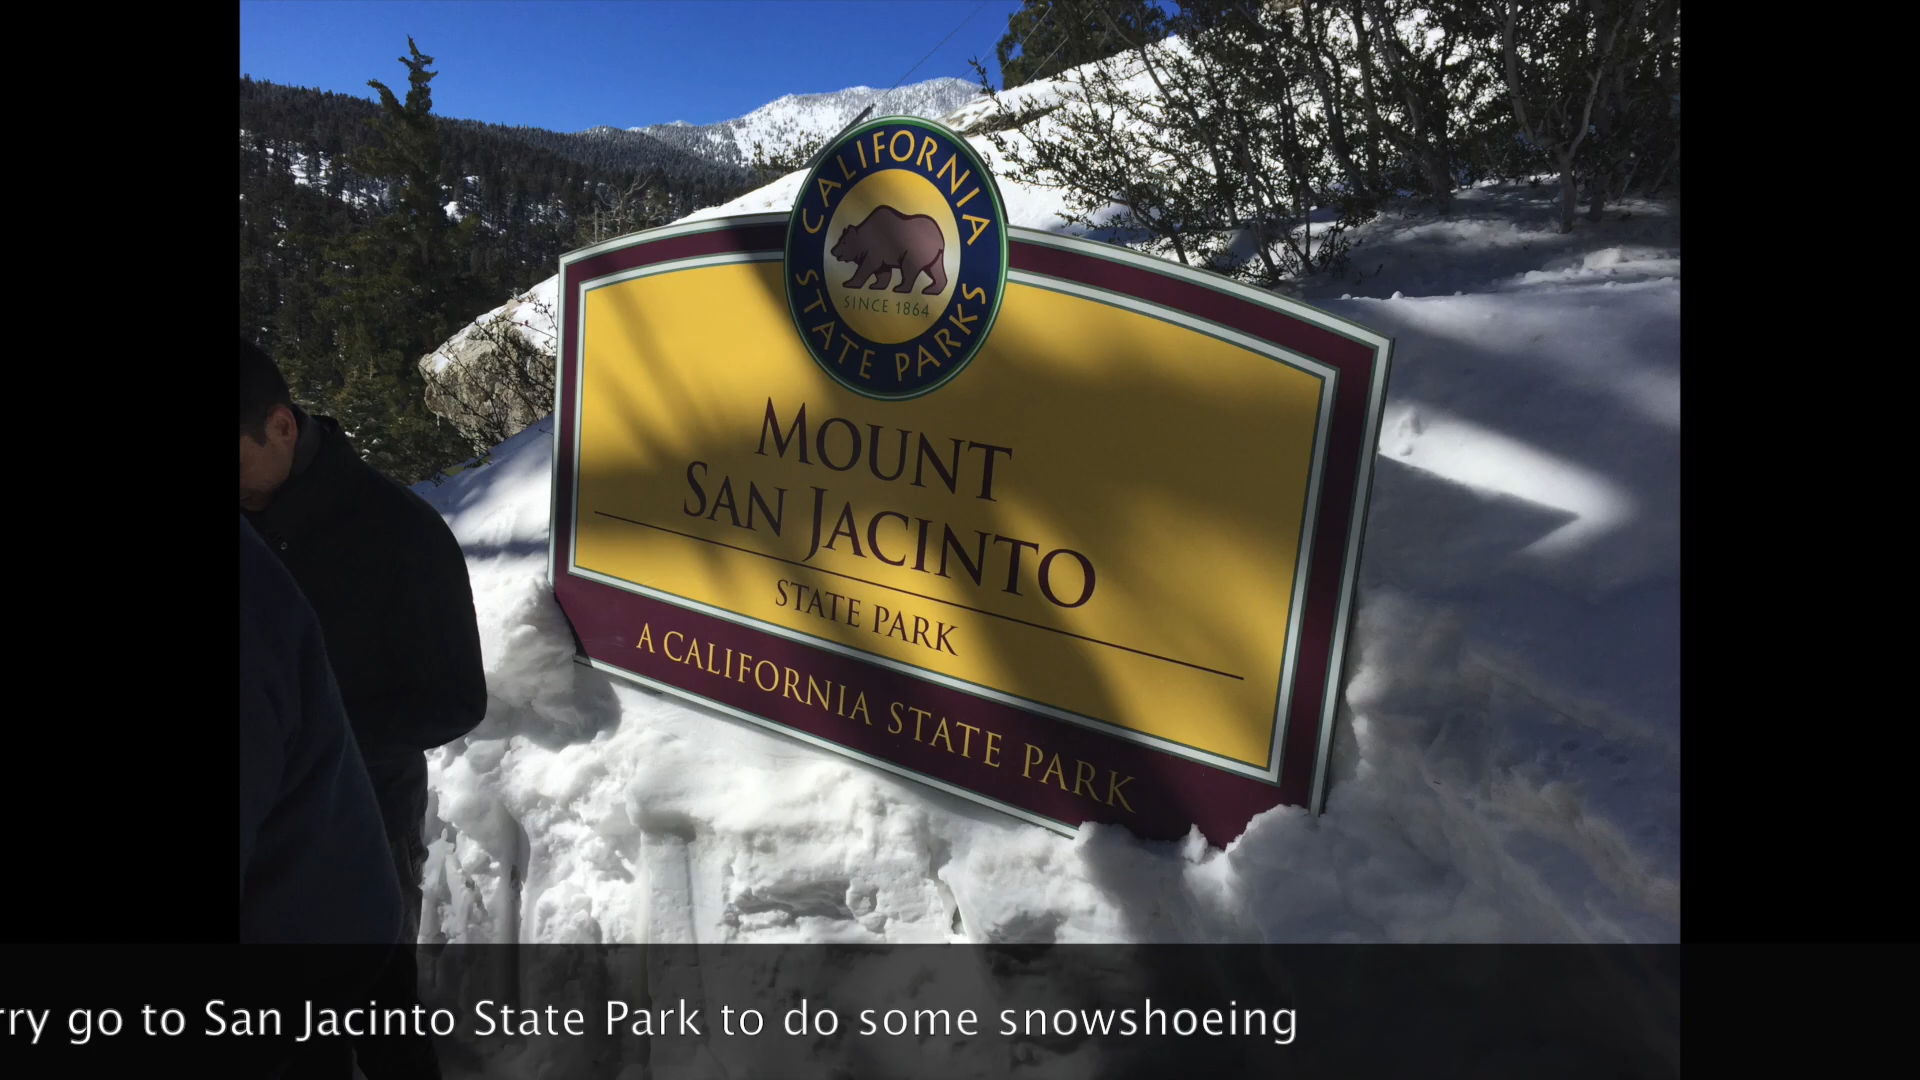 CALIFORNIA
SINCE 1864
STATE PARKS
MOUNT
SAN JACINTO
STATE PARK
A CALIFORNIA STATE PARK
go to San Jacinto State Park to do some snowshoeing